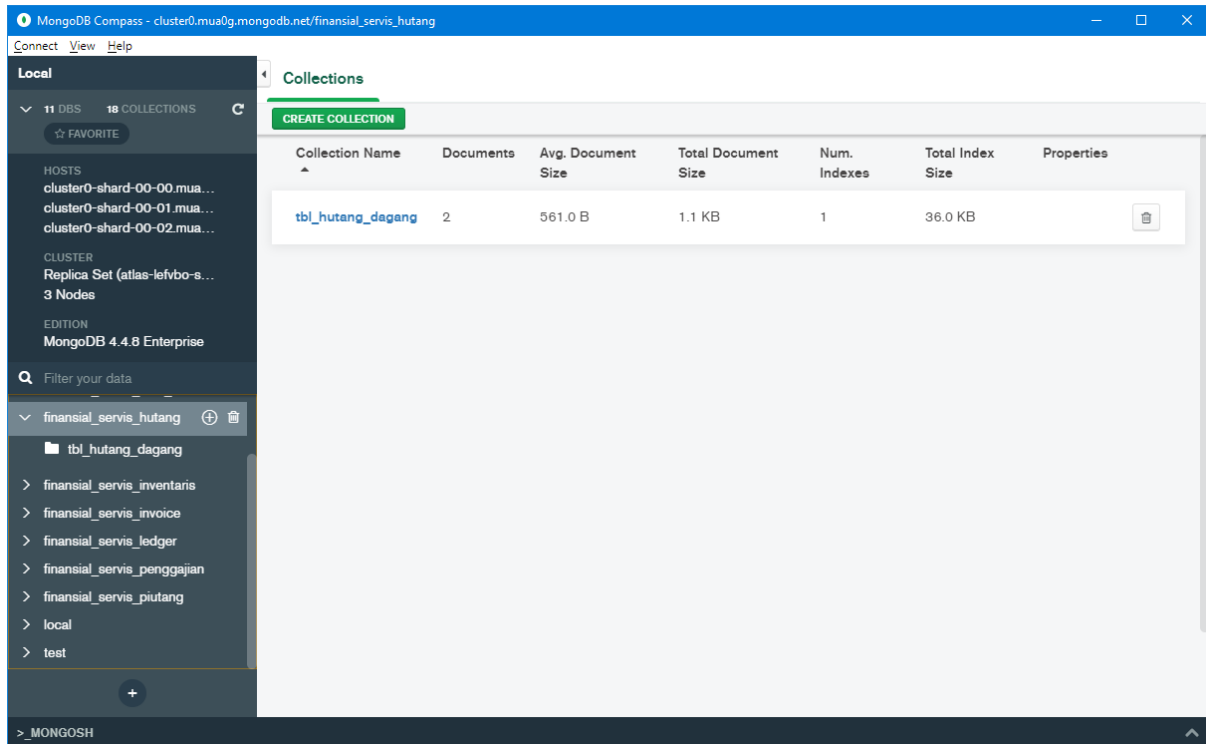 MongoDB Compass - cluster0.mua0g.mongodb.net/finansial_servis_hutang
Connect View Help
Local
11 DBS 18 COLLECTIONS
☆ FAVORITE
HOSTS
cluster0-shard-00-00.mua...
cluster0-shard-00-01.mua...
cluster0-shard-00-02.mua...
CLUSTER
Replica Set (atlas-lefvbo-s...
3 Nodes
EDITION
MongoDB 4.4.8 Enterprise
Filter your data
finansial_servis_hutang
tbl_hutang_dagang
finansial_servis_inventaris
finansial_servis_invoice
finansial_servis_ledger
finansial_servis_penggajian
finansial_servis_piutang
local
test
Collections
CREATE COLLECTION
Collection Name Documents Avg. Document Size Total Document Size Num. Indexes Total Index Size Properties
tbl_hutang_dagang 2 561.0 B 1.1 KB 1 36.0 KB
>_MONGOSH